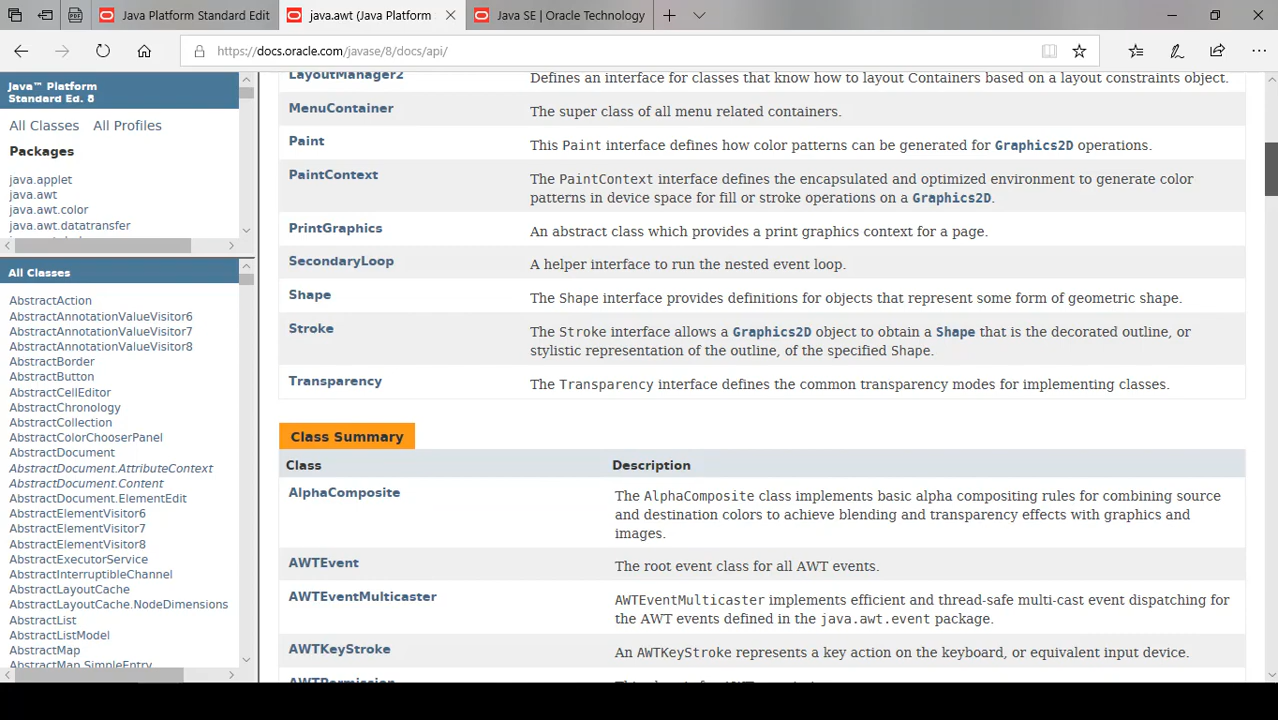 Java Platform Standard Edit
java.awt (Java Platform
Java SE | Oracle Technology
https://docs.oracle.com/javase/8/docs/api/
Java™ Platform
Standard Ed. 8
All Classes All Profiles
Packages
java.applet
java.awt
java.awt.color
java.awt.datatransfer
All Classes
AbstractAction
AbstractAnnotationValueVisitor6
AbstractAnnotationValueVisitor7
AbstractAnnotationValueVisitor8
AbstractBorder
AbstractButton
AbstractCellEditor
AbstractChronology
AbstractCollection
AbstractColorChooserPanel
AbstractDocument
AbstractDocument.AttributeContext
AbstractDocument.Content
AbstractDocument.ElementEdit
AbstractElementVisitor6
AbstractElementVisitor7
AbstractElementVisitor8
AbstractExecutorService
AbstractInterruptibleChannel
AbstractLayoutCache
AbstractLayoutCache.NodeDimensions
AbstractList
AbstractListModel
AbstractMap
AbstractMap.SimpleEntry
LayoutManager2 Defines an interface for classes that know how to layout Containers based on a layout constraints object.
MenuContainer The super class of all menu related containers.
Paint This Paint interface defines how color patterns can be generated for Graphics2D operations.
PaintContext The PaintContext interface defines the encapsulated and optimized environment to generate color
patterns in device space for fill or stroke operations on a Graphics2D.
PrintGraphics An abstract class which provides a print graphics context for a page.
SecondaryLoop A helper interface to run the nested event loop.
Shape The Shape interface provides definitions for objects that represent some form of geometric shape.
Stroke The Stroke interface allows a Graphics2D object to obtain a Shape that is the decorated outline, or
stylistic representation of the outline, of the specified Shape.
Transparency The Transparency interface defines the common transparency modes for implementing classes.
Class Summary
Class Description
AlphaComposite The AlphaComposite class implements basic alpha compositing rules for combining source
and destination colors to achieve blending and transparency effects with graphics and
images.
AWTEvent The root event class for all AWT events.
AWTEventMulticaster AWTEventMulticaster implements efficient and thread-safe multi-cast event dispatching for
the AWT events defined in the java.awt.event package.
AWTKeyStroke An AWTKeyStroke represents a key action on the keyboard, or equivalent input device.
AWTPermission